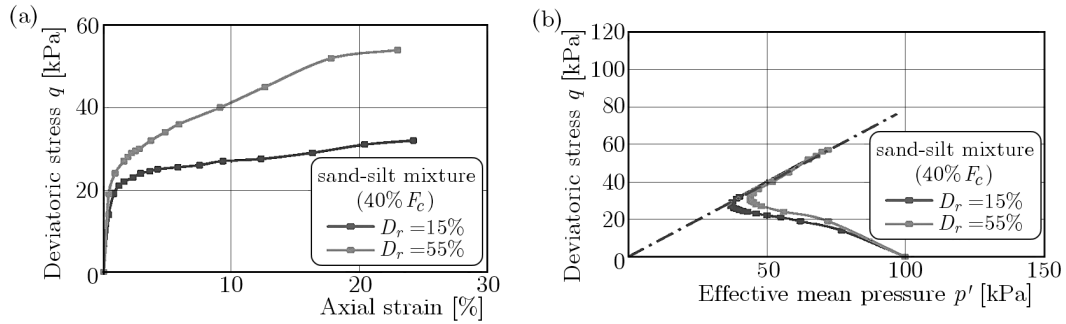 (a)
60
40
20
0
0
10
20
30
Deviatoric stress q [kPa]
Axial strain [%]
sand-silt mixture
(40% F_c)
D_r =15%
D_r =55%
(b)
120
100
80
60
40
20
0
0
50
100
150
Deviatoric stress q [kPa]
Effective mean pressure p′ [kPa]
sand-silt mixture
(40% F_c)
D_r =15%
D_r =55%